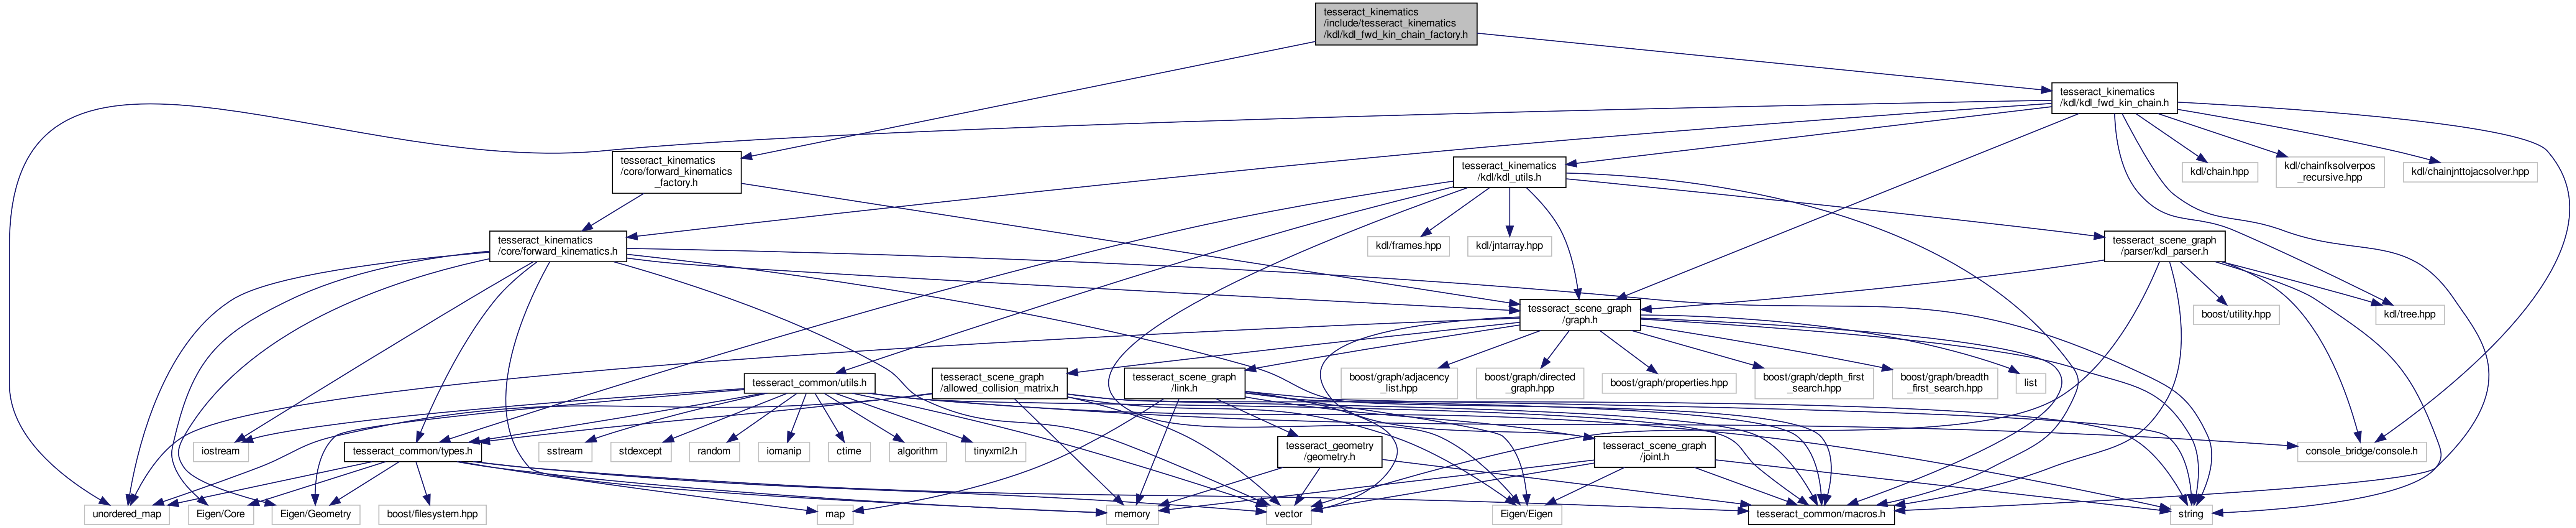 tesseract_kinematics
/include/tesseract_kinematics
/kdl/kdl_fwd_kin_chain_factory.h
tesseract_kinematics
/kdl/kdl_fwd_kin_chain.h
tesseract_kinematics
/core/forward_kinematics
_factory.h
tesseract_kinematics
/kdl/kdl_utils.h
kdl/chain.hpp
kdl/chainfksolverpos
_recursive.hpp
kdl/chainjnttojacsolver.hpp
tesseract_kinematics
/core/forward_kinematics.h
kdl/frames.hpp
kdl/jntarray.hpp
tesseract_scene_graph
/parser/kdl_parser.h
tesseract_scene_graph
/graph.h
boost/utility.hpp
kdl/tree.hpp
tesseract_common/utils.h
tesseract_scene_graph
/allowed_collision_matrix.h
tesseract_scene_graph
/link.h
boost/graph/adjacency
_list.hpp
boost/graph/directed
_graph.hpp
boost/graph/properties.hpp
boost/graph/depth_first
_search.hpp
boost/graph/breadth
_first_search.hpp
list
iostream
tesseract_common/types.h
sstream
stdexcept
random
iomanip
ctime
algorithm
tinyxml2.h
tesseract_geometry
/geometry.h
tesseract_scene_graph
/joint.h
console_bridge/console.h
unordered_map
Eigen/Core
Eigen/Geometry
boost/filesystem.hpp
map
memory
vector
Eigen/Eigen
tesseract_common/macros.h
string